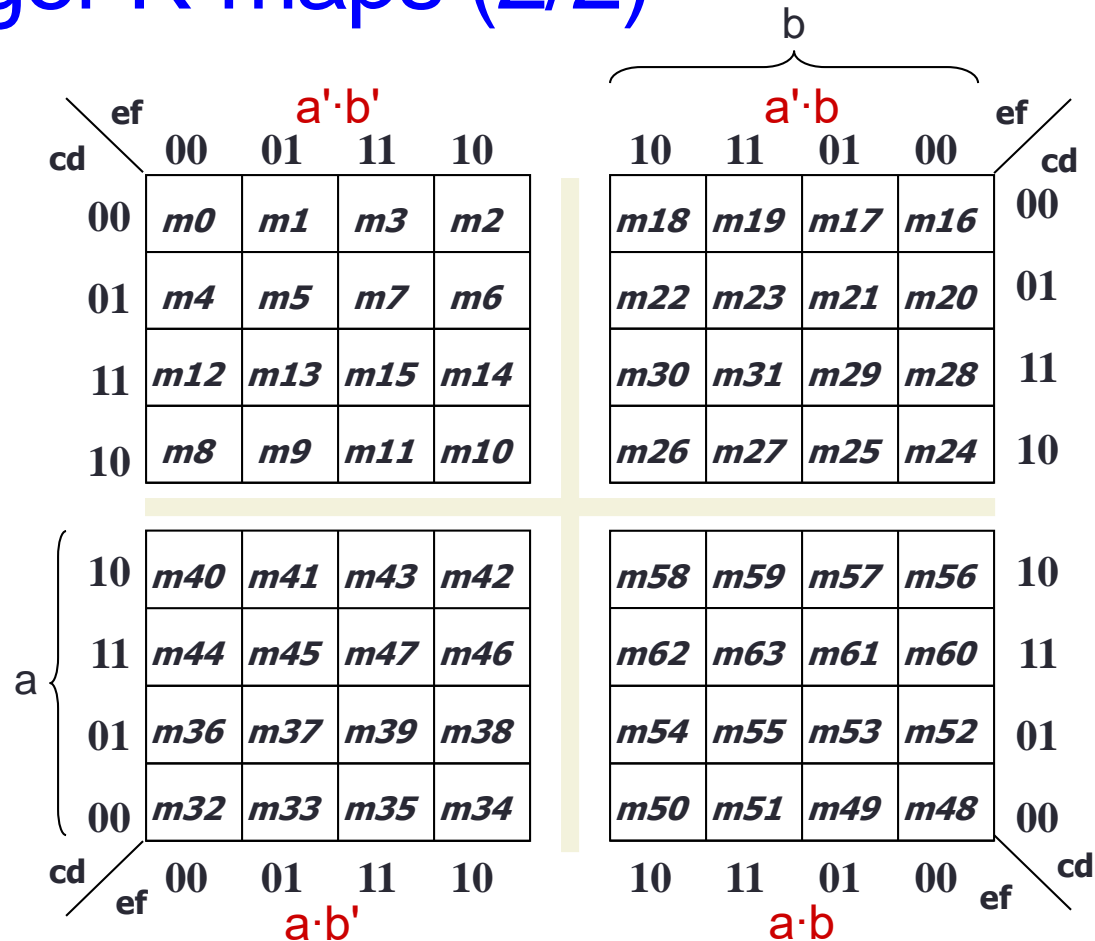 ger K-maps (2/2)
b
ef a'·b' a'·b ef
cd 00 01 11 10 10 11 01 00 cd
00 m0 m1 m3 m2 m18 m19 m17 m16 00
01 m4 m5 m7 m6 m22 m23 m21 m20 01
11 m12 m13 m15 m14 m30 m31 m29 m28 11
10 m8 m9 m11 m10 m26 m27 m25 m24 10
10 m40 m41 m43 m42 m58 m59 m57 m56 10
a 11 m44 m45 m47 m46 m62 m63 m61 m60 11
01 m36 m37 m39 m38 m54 m55 m53 m52 01
00 m32 m33 m35 m34 m50 m51 m49 m48 00
cd ef 00 01 11 10 10 11 01 00 ef cd
a·b' a·b